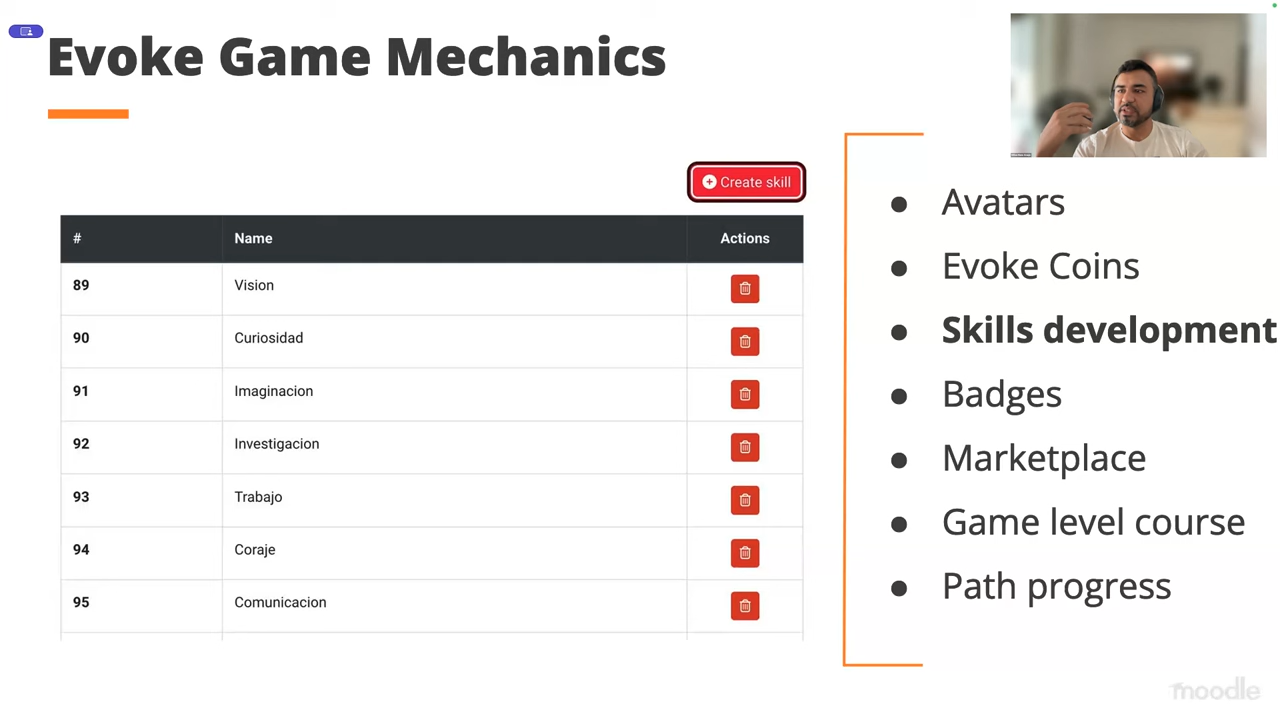 Evoke Game Mechanics
Create skill
# Name Actions
89 Vision
90 Curiosidad
91 Imaginacion
92 Investigacion
93 Trabajo
94 Coraje
95 Comunicacion
Avatars
Evoke Coins
Skills development
Badges
Marketplace
Game level course
Path progress
moodle